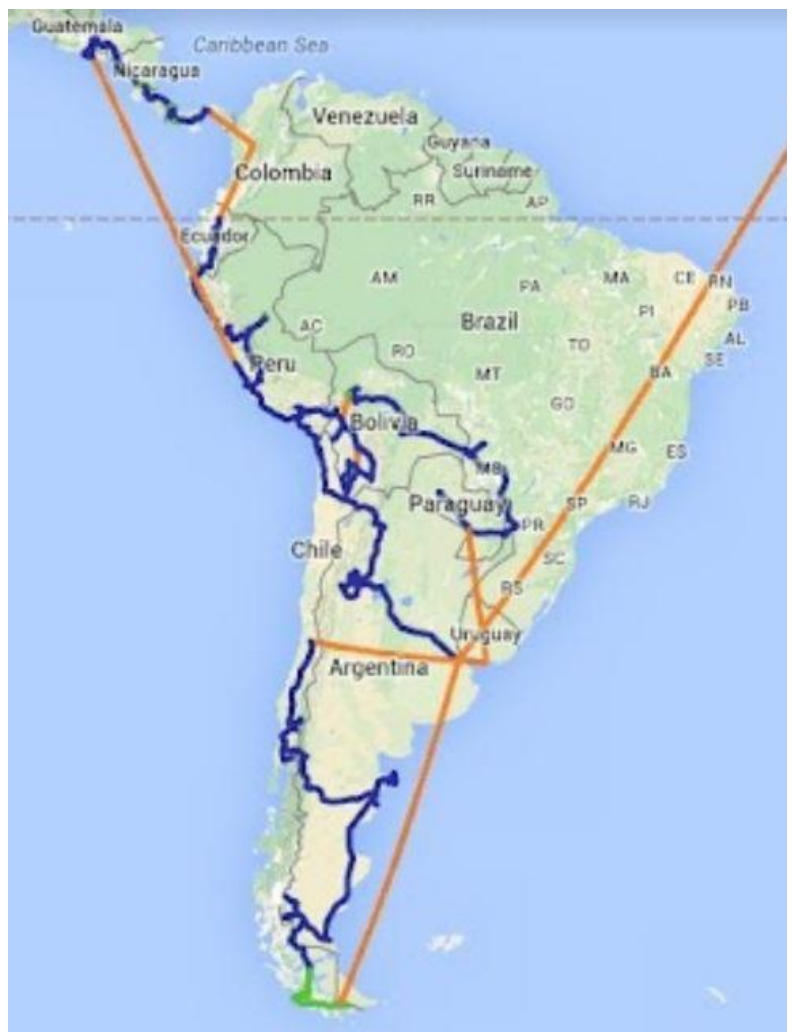 Guatemala
Caribbean Sea
Nicaragua
Venezuela
Guyana
Colombia
Suriname
RR
AP
Ecuador
AM
PA
MA
CE
RN
PI
PB
AC
Brazil
AL
RO
TO
SE
Peru
MT
BA
GO
Bolivia
MG
ES
MS
Paraguay
SP
RJ
PR
Chile
SC
RS
Uruguay
Argentina